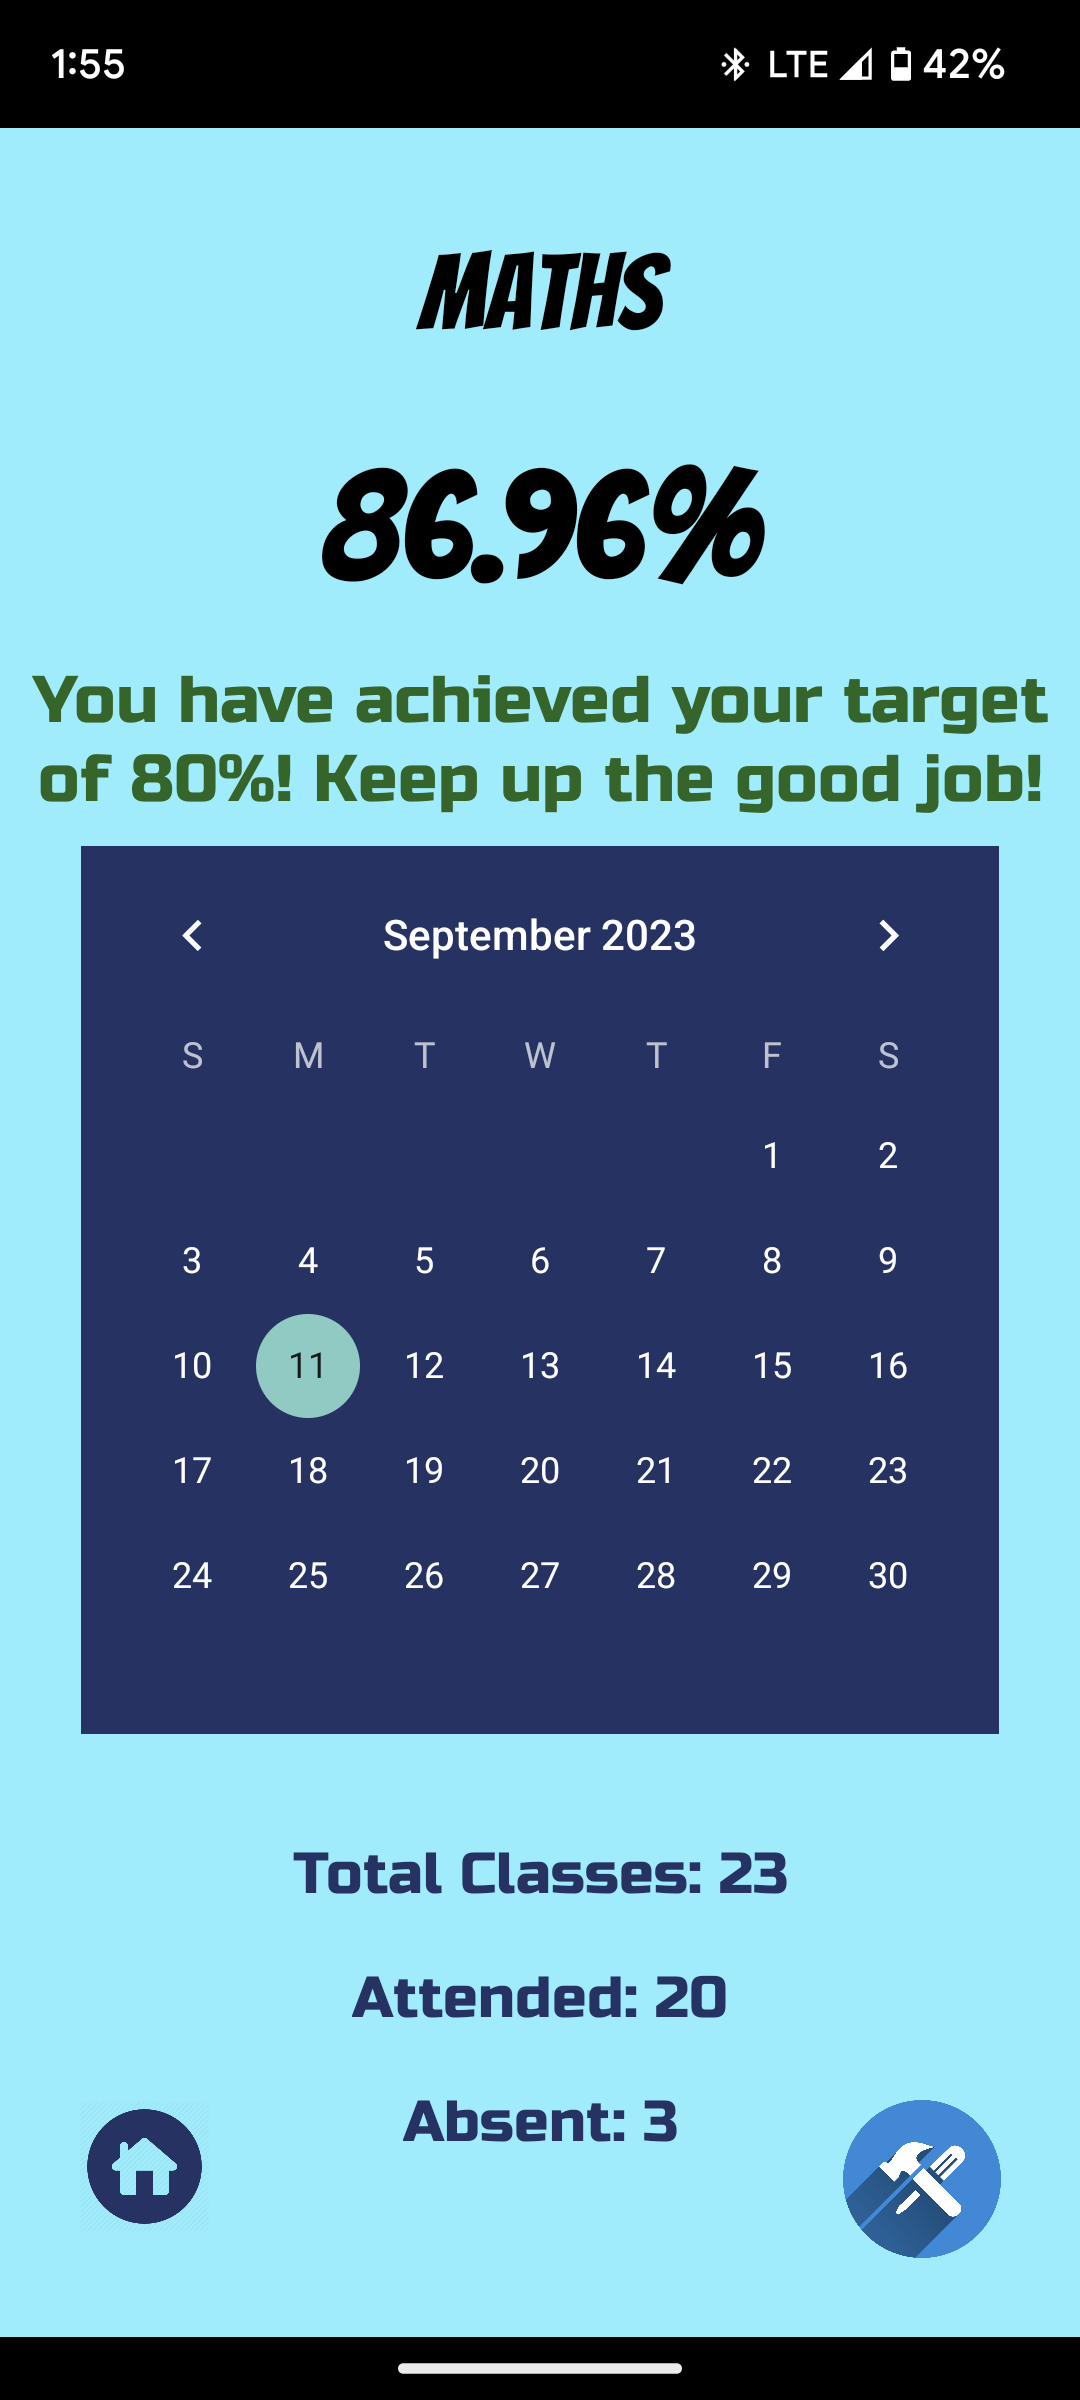 1:55 LTE 42%
MATHS
86.96%
You have achieved your target
of 80%! Keep up the good job!
September 2023
S M T W T F S
1 2
3 4 5 6 7 8 9
10 11 12 13 14 15 16
17 18 19 20 21 22 23
24 25 26 27 28 29 30
Total Classes: 23
Attended: 20
Absent: 3